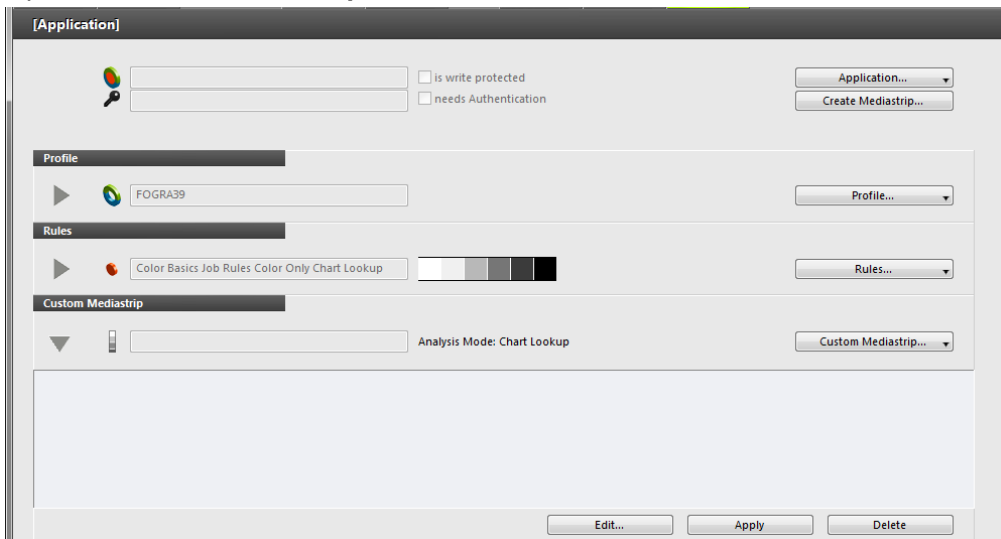 [Application]
is write protected
Application...
needs Authentication
Create Mediastrip...
Profile
FOGRA39
Profile...
Rules
Color Basics Job Rules Color Only Chart Lookup
Rules...
Custom Mediastrip
Analysis Mode: Chart Lookup
Custom Mediastrip...
Edit...
Apply
Delete